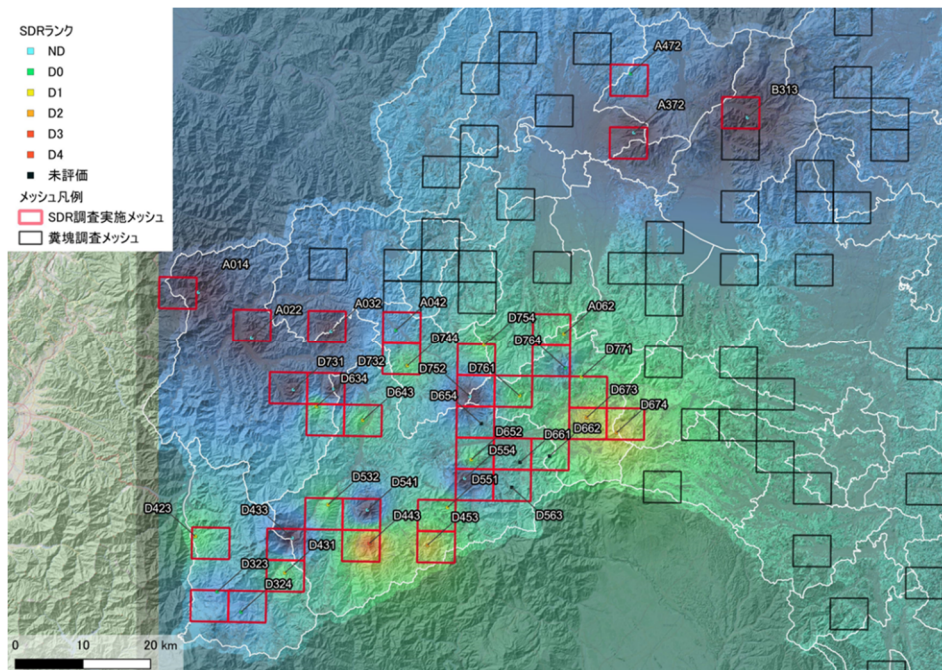 SDRランク
ND
D0
D1
D2
D3
D4
未評価
メッシュ凡例
SDR調査実施メッシュ
糞塊調査メッシュ
A472
A372
B313
A014
A022
A032
A042
D754
A062
D744
D764
D771
D731
D732
D752
D761
D634
D643
D654
D673
D674
D652
D661
D662
D554
D532
D541
D551
D563
D423
D433
D443
D453
D431
D323
D324
0
10
20 km